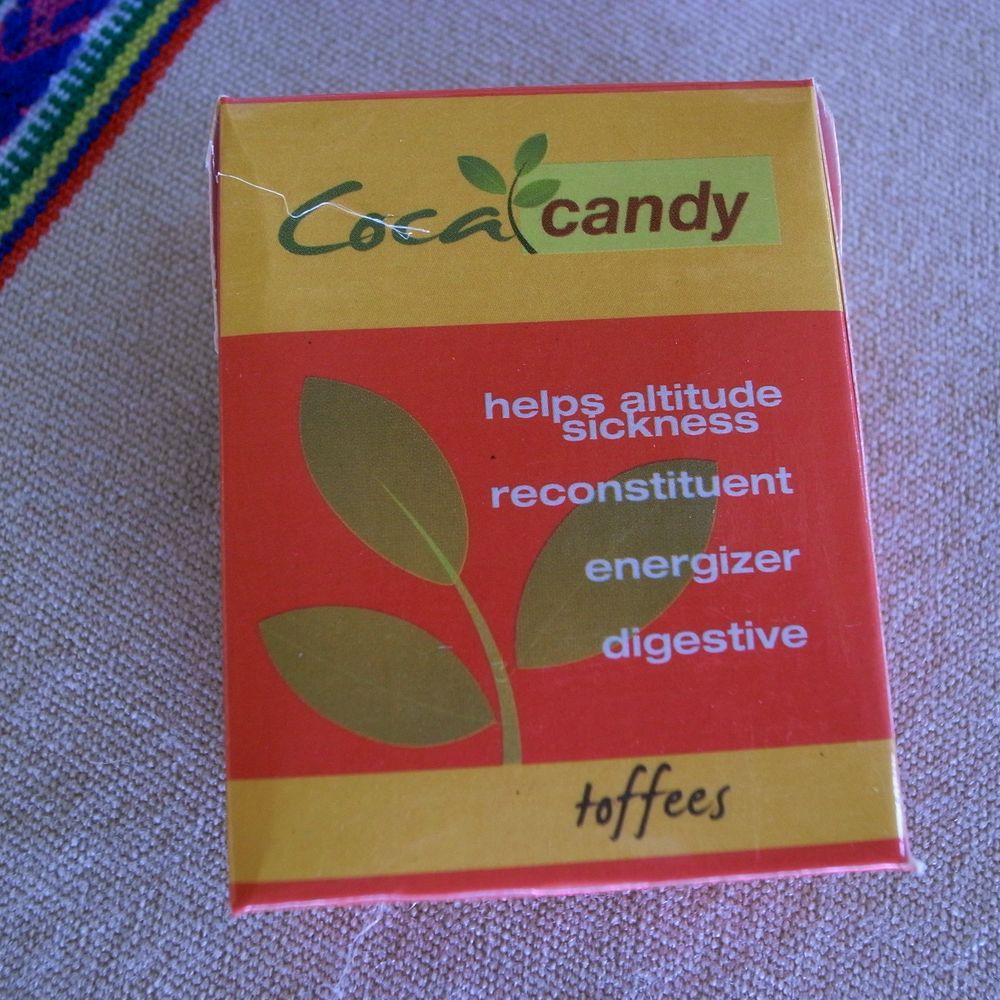 Coca candy
helps altitude
sickness
reconstituent
energizer
digestive
toffees